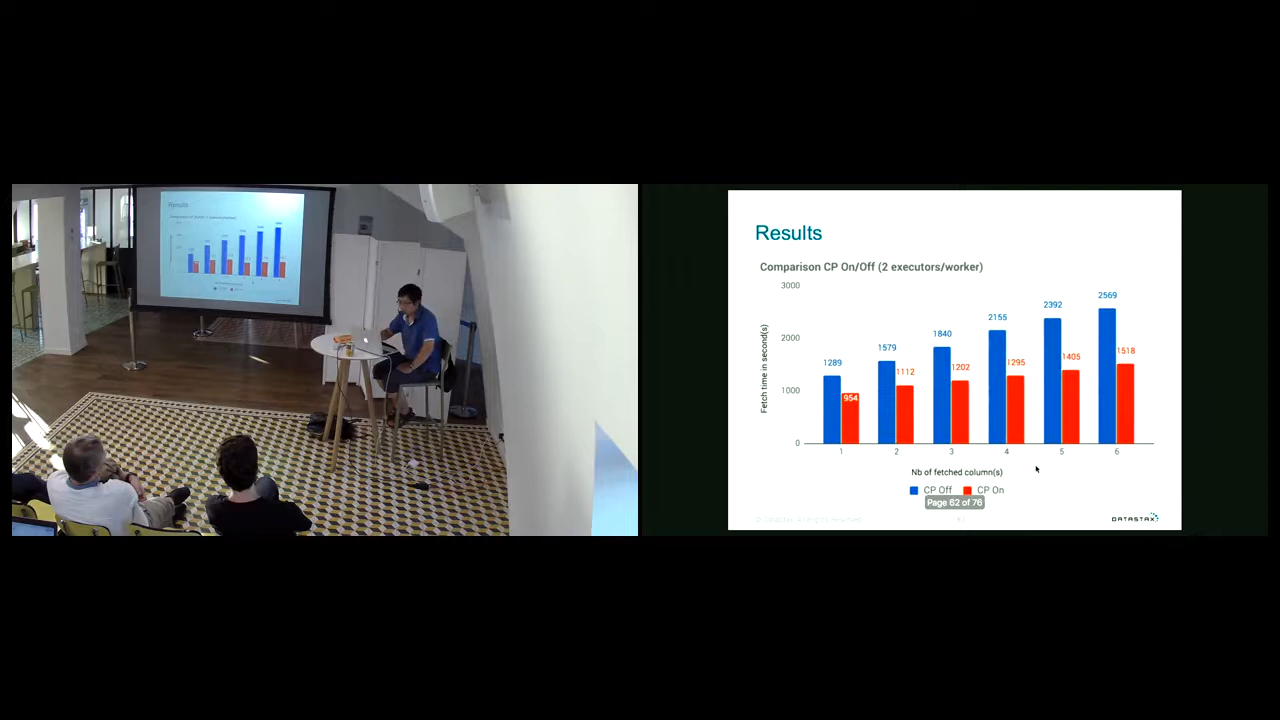 Results
Results
Comparison CP On/Off (2 executors/worker)
3000
2000
1000
0
Fetch time in second(s)
1289
954
1579
1112
1840
1202
2155
1295
2392
1405
2569
1518
1
2
3
4
5
6
Nb of fetched column(s)
CP Off
CP On
Page 62 of 76
DATASTAX